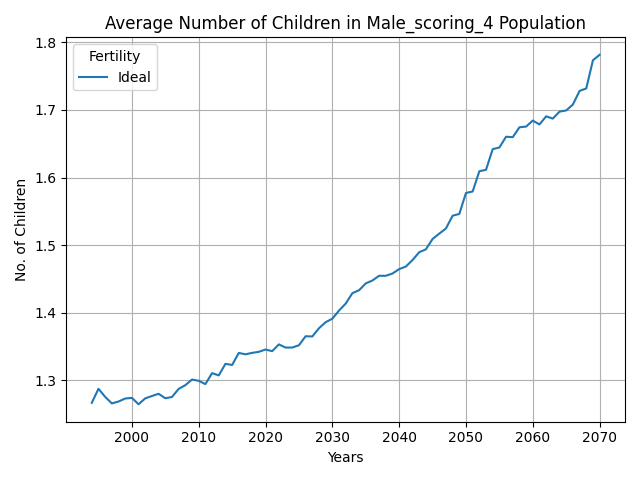 Average Number of Children in Male_scoring_4 Population
Fertility
Ideal
No. of Children
1.8
1.7
1.6
1.5
1.4
1.3
2000 2010 2020 2030 2040 2050 2060 2070
Years